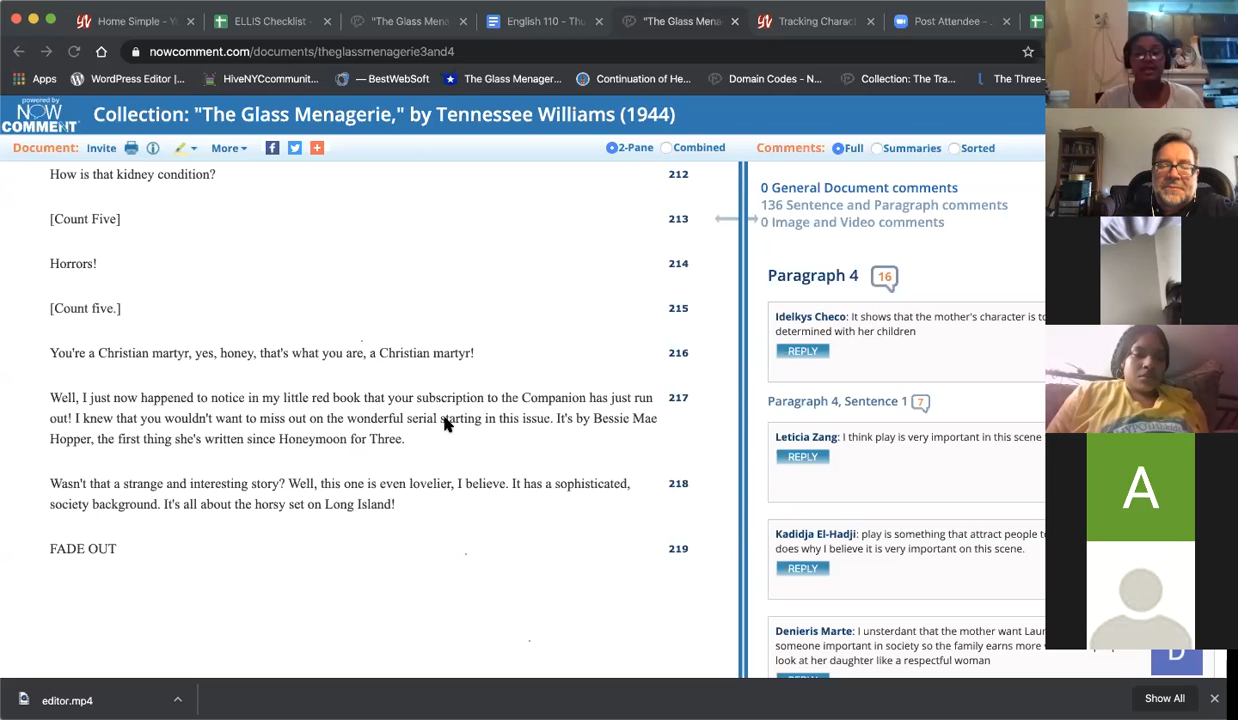 Home Simple - Y
ELLIS Checklist -
"The Glass Mena
English 110 - Thu
"The Glass Mena
Tracking Charac
Post Attendee -
nowcomment.com/documents/theglassmenagerie3and4
Apps
WordPress Editor |...
HiveNYCcommunit...
— BestWebSoft
The Glass Menager...
Continuation of He...
Domain Codes - N...
Collection: The Tra...
The Three-
powered by
NOW
COMMENT
Collection: "The Glass Menagerie," by Tennessee Williams (1944)
Document: Invite More
2-Pane Combined
Comments: Full Summaries Sorted
How is that kidney condition? 212
[Count Five] 213
Horrors! 214
[Count five.] 215
You're a Christian martyr, yes, honey, that's what you are, a Christian martyr! 216
Well, I just now happened to notice in my little red book that your subscription to the Companion has just run 217
out! I knew that you wouldn't want to miss out on the wonderful serial starting in this issue. It's by Bessie Mae
Hopper, the first thing she's written since Honeymoon for Three.
Wasn't that a strange and interesting story? Well, this one is even lovelier, I believe. It has a sophisticated, 218
society background. It's all about the horsy set on Long Island!
FADE OUT 219
0 General Document comments
136 Sentence and Paragraph comments
0 Image and Video comments
Paragraph 4 16
Idelkys Checo: It shows that the mother's character is to
determined with her children
REPLY
Paragraph 4, Sentence 1 7
Leticia Zang: I think play is very important in this scene
REPLY
Kadidja El-Hadji: play is something that attract people t
does why I believe it is very important on this scene.
REPLY
Denieris Marte: I unsterdant that the mother want Lau
someone important in society so the family earns more
look at her daughter like a respectful woman
A
editor.mp4
Show All